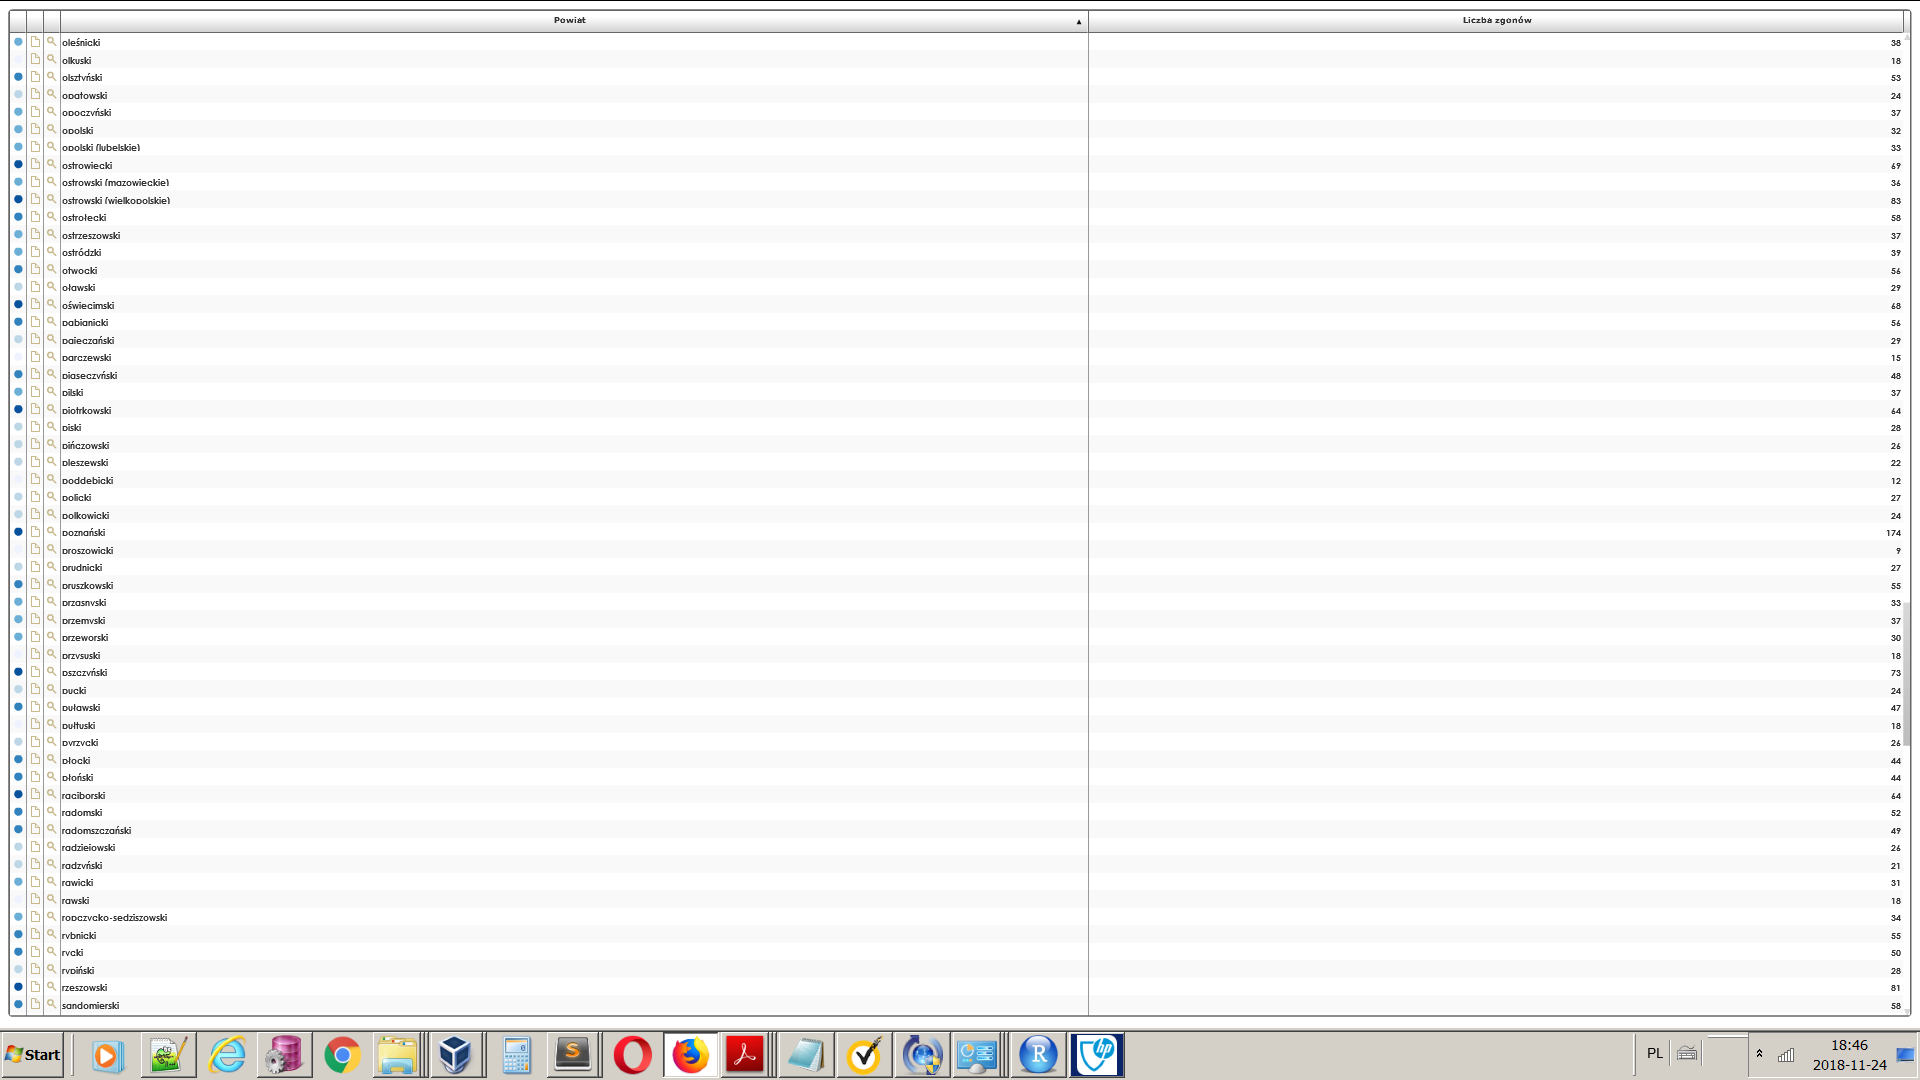 Powiat ▲ Liczba zgonów
oleśnicki 38
olkuski 18
olsztyński 53
opatowski 24
opoczyński 37
opolski 32
opolski (lubelskie) 33
ostrowiecki 69
ostrowski (mazowieckie) 36
ostrowski (wielkopolskie) 83
ostrołęcki 58
ostrzeszowski 37
ostródzki 39
otwocki 56
oławski 29
oświęcimski 68
pabianicki 56
pajęczański 29
parczewski 15
piaseczyński 48
pilski 37
piotrkowski 64
piski 28
pińczowski 26
pleszewski 22
poddębicki 12
policki 27
polkowicki 24
poznański 174
proszowicki 9
prudnicki 27
pruszkowski 55
przasnyski 33
przemyski 37
przeworski 30
przysuski 18
pszczyński 73
pucki 24
puławski 47
pułtuski 18
pyrzycki 26
płocki 44
płoński 44
raciborski 64
radomski 52
radomszczański 49
radziejowski 26
radzyński 21
rawicki 31
rawski 18
ropczycko-sędziszowski 34
rybnicki 55
rycki 50
rypiński 28
rzeszowski 81
sandomierski 58
Start S R hp PL 18:46
2018-11-24